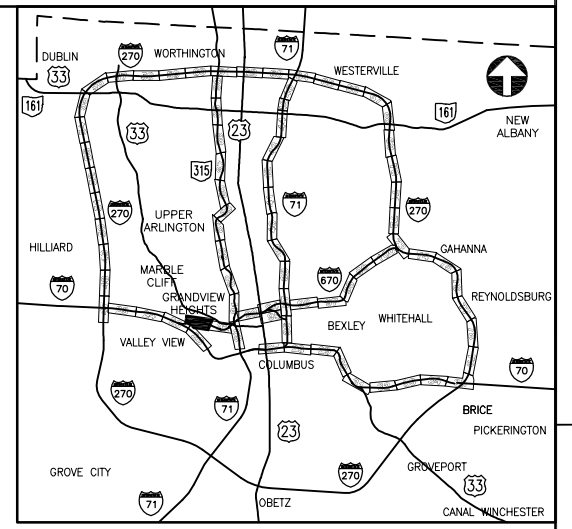 DUBLIN
WORTHINGTON
270
71
WESTERVILLE
33
161
33
23
161
NEW
ALBANY
315
71
270
270
UPPER
ARLINGTON
HILLIARD
GAHANNA
MARBLE
CLIFF
70
670
GRANDVIEW
HEIGHTS
REYNOLDSBURG
BEXLEY
WHITEHALL
VALLEY VIEW
COLUMBUS
70
270
71
BRICE
23
PICKERINGTON
GROVE CITY
270
GROVEPORT
33
71
OBETZ
CANAL WINCHESTER